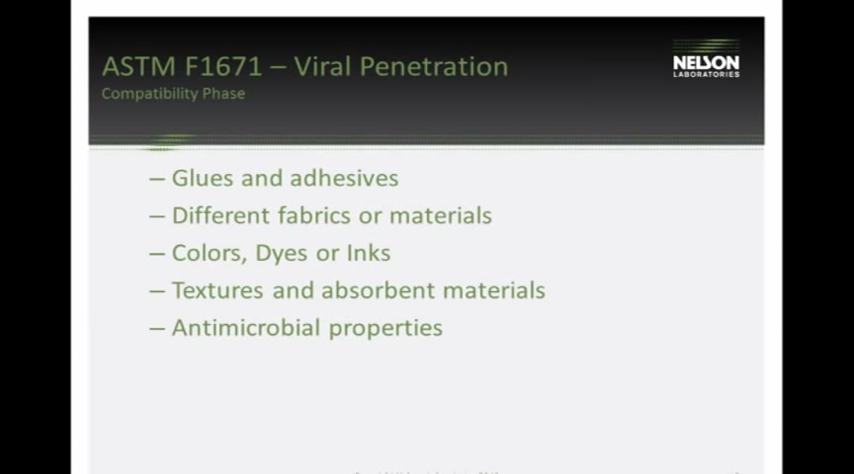 ASTM F1671 – Viral Penetration
Compatibility Phase
NELSON
LABORATORIES
– Glues and adhesives
– Different fabrics or materials
– Colors, Dyes or Inks
– Textures and absorbent materials
– Antimicrobial properties